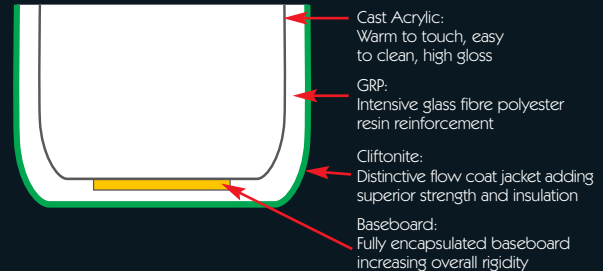 Cast Acrylic:
Warm to touch, easy
to clean, high gloss
GRP:
Intensive glass fibre polyester
resin reinforcement
Cliftonite:
Distinctive flow coat jacket adding
superior strength and insulation
Baseboard:
Fully encapsulated baseboard
increasing overall rigidity